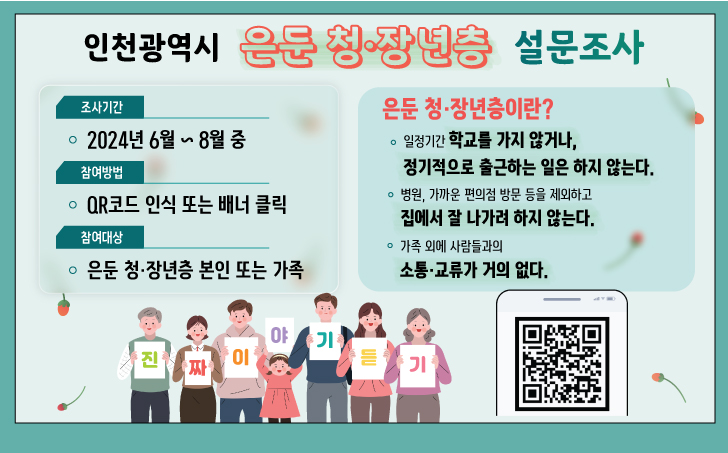 인천광역시 은둔 청·장년층 설문조사
조사기간
2024년 6월 ~ 8월 중
참여방법
QR코드 인식 또는 배너 클릭
참여대상
은둔 청·장년층 본인 또는 가족
은둔 청·장년층이란?
일정기간 학교를 가지 않거나,
정기적으로 출근하는 일은 하지 않는다.
병원, 가까운 편의점 방문 등을 제외하고
집에서 잘 나가려 하지 않는다.
가족 외에 사람들과의
소통·교류가 거의 없다.
진짜이야기듣기